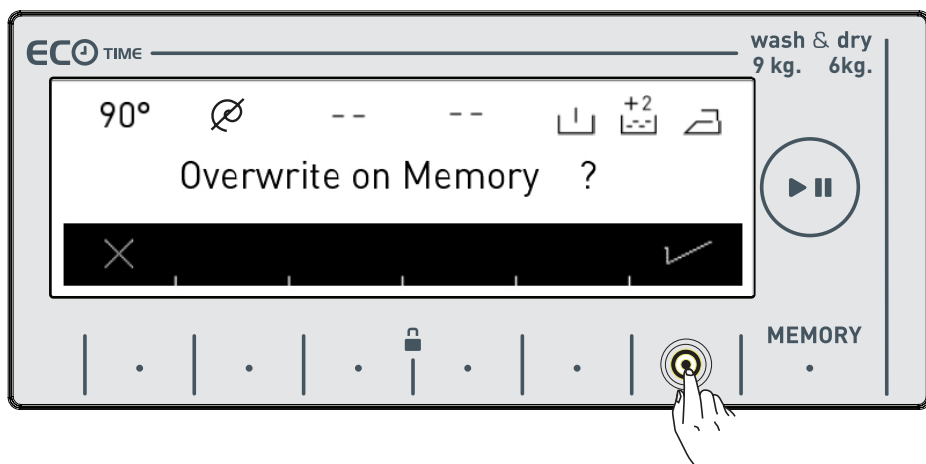 ECO TIME
wash & dry
9 kg. 6kg.
90° -- -- +2
Overwrite on Memory ?
MEMORY